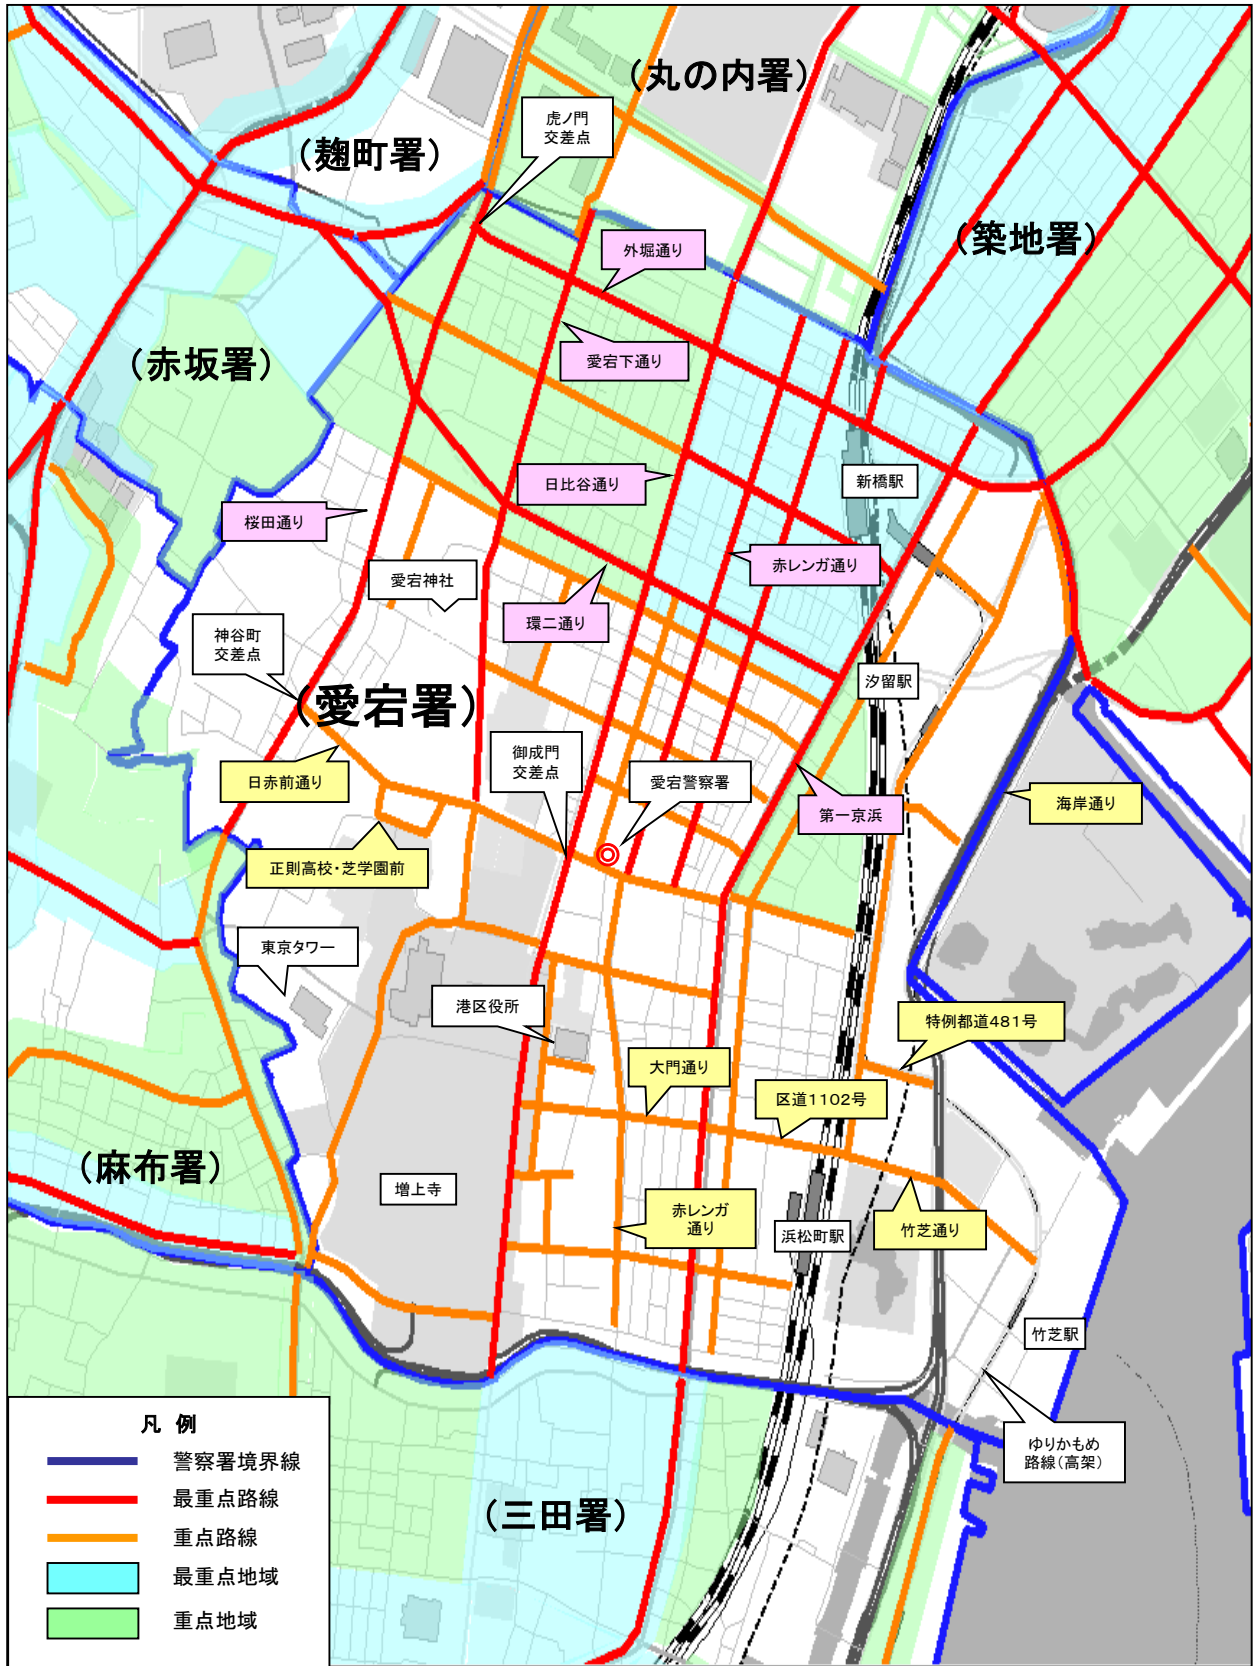 (丸の内署)
虎ノ門
交差点
(麹町署)
(築地署)
外堀通り
(赤坂署)
愛宕下通り
日比谷通り
新橋駅
桜田通り
赤レンガ通り
愛宕神社
環二通り
神谷町
交差点
汐留駅
(愛宕署)
御成門
交差点
愛宕警察署
日赤前通り
第一京浜
海岸通り
正則高校・芝学園前
東京タワー
港区役所
特例都道481号
大門通り
区道1102号
(麻布署)
増上寺
赤レンガ
通り
浜松町駅
竹芝通り
竹芝駅
ゆりかもめ
路線(高架)
(三田署)
凡 例
警察署境界線
最重点路線
重点路線
最重点地域
重点地域